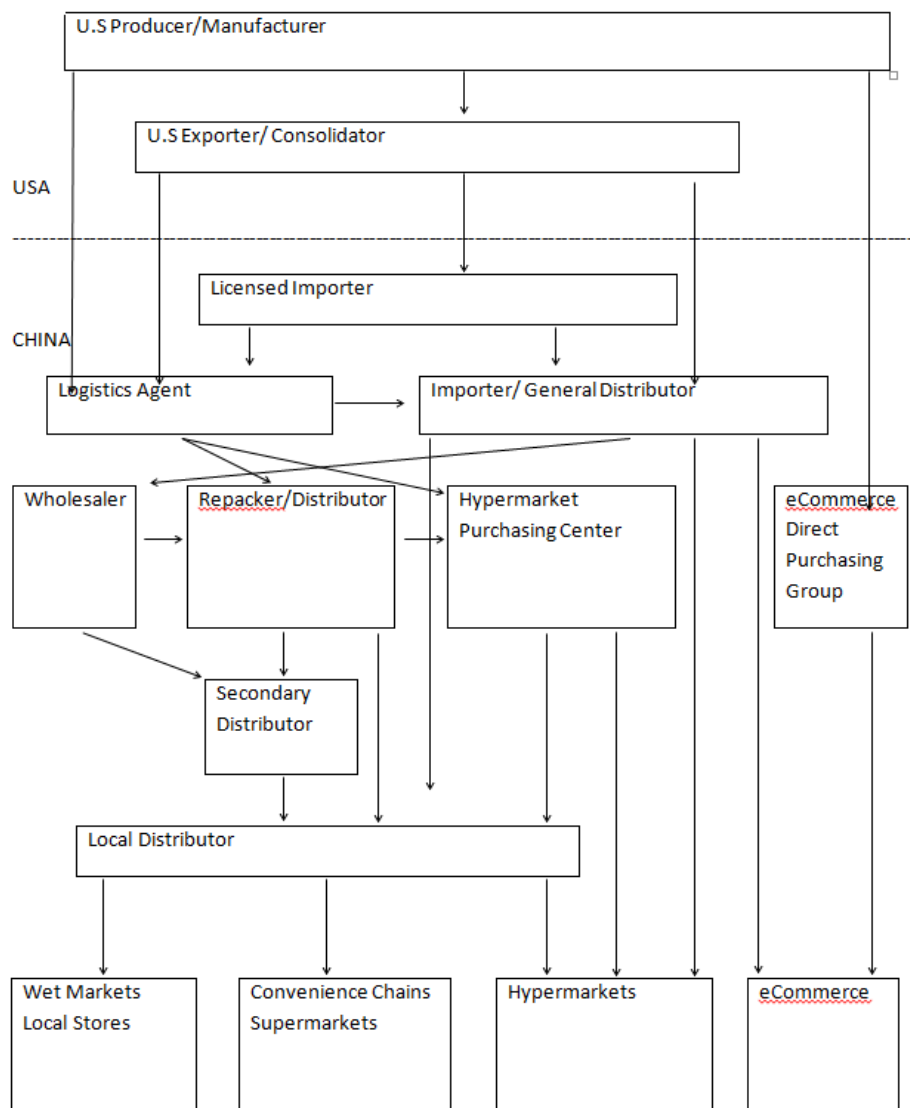 U.S Producer/Manufacturer
U.S Exporter/ Consolidator
USA
Licensed Importer
CHINA
Logistics Agent
Importer/ General Distributor
Wholesaler
Repacker/Distributor
Hypermarket
Purchasing Center
eCommerce
Direct
Purchasing
Group
Secondary
Distributor
Local Distributor
Wet Markets
Local Stores
Convenience Chains
Supermarkets
Hypermarkets
eCommerce